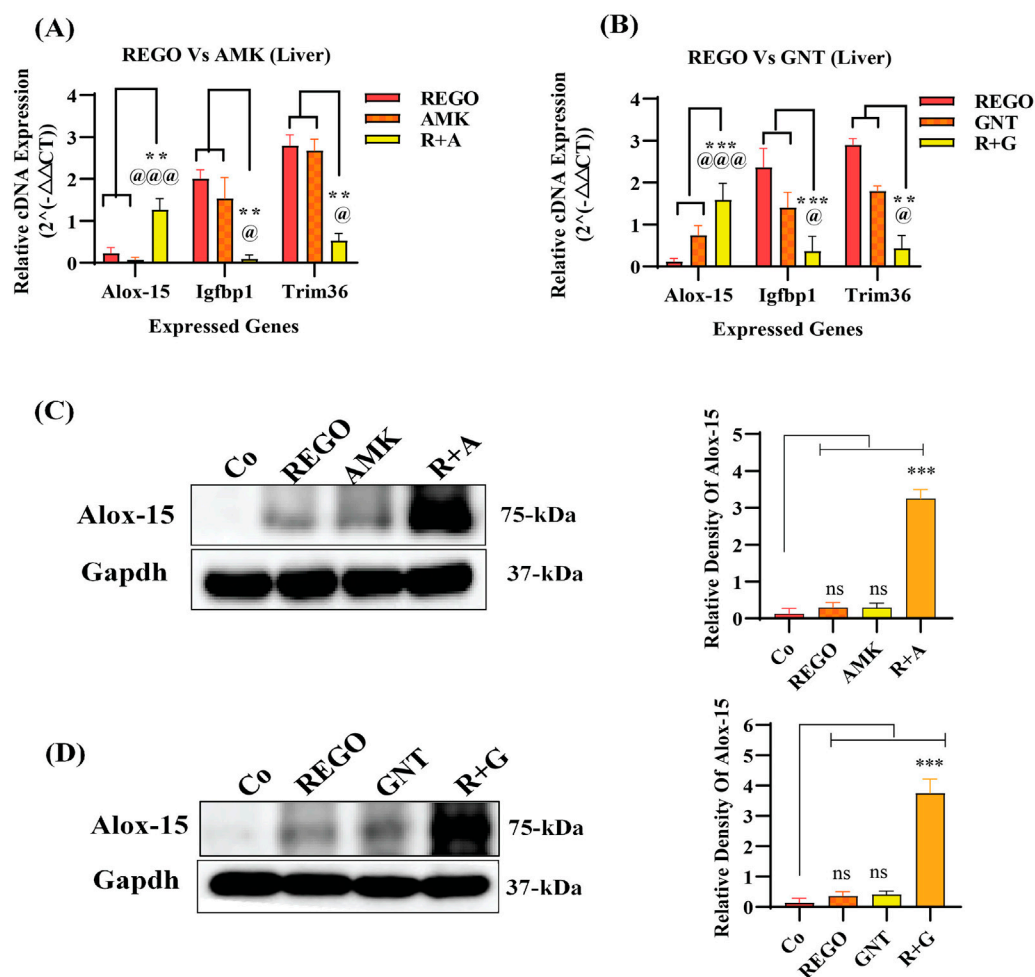 (A)
REGO Vs AMK (Liver)
Relative cDNA Expression
(2^(-ΔΔCT))
4
3
2
1
0
**
@@@
**
@
**
@
REGO
AMK
R+A
Alox-15
Igfbp1
Trim36
Expressed Genes
(B)
REGO Vs GNT (Liver)
Relative cDNA Expression
(2^(-ΔΔCT))
4
3
2
1
0
***
@@@
***
@
**
@
REGO
GNT
R+G
Alox-15
Igfbp1
Trim36
Expressed Genes
(C)
Co
REGO
AMK
R+A
Alox-15
75-kDa
Gapdh
37-kDa
Relative Density Of Alox-15
5
4
3
2
1
0
ns
ns
***
Co
REGO
AMK
R+A
(D)
Co
REGO
GNT
R+G
Alox-15
75-kDa
Gapdh
37-kDa
Relative Density Of Alox-15
6
5
4
3
2
1
0
ns
ns
***
Co
REGO
GNT
R+G